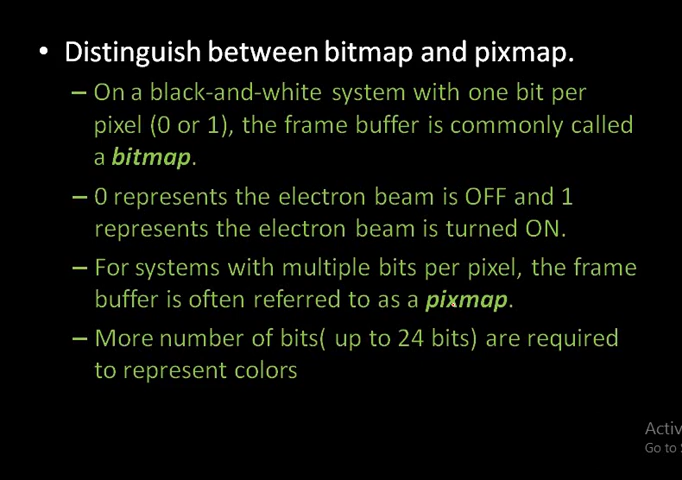 • Distinguish between bitmap and pixmap.
– On a black-and-white system with one bit per
pixel (0 or 1), the frame buffer is commonly called
a bitmap.
– 0 represents the electron beam is OFF and 1
represents the electron beam is turned ON.
– For systems with multiple bits per pixel, the frame
buffer is often referred to as a pixmap.
– More number of bits( up to 24 bits) are required
to represent colors
Activ
Go to